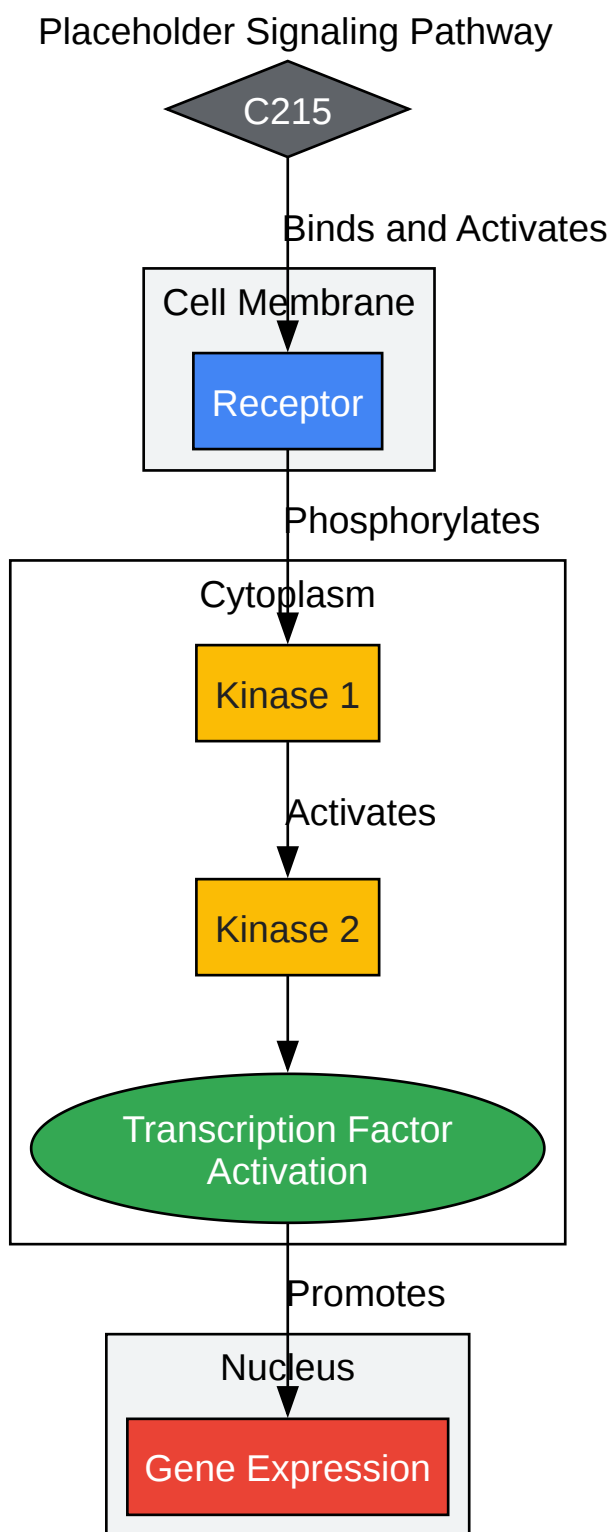 Placeholder Signaling Pathway
C215
Binds and Activates
Cell Membrane
Receptor
Phosphorylates
Cytoplasm
Kinase 1
Activates
Kinase 2
Transcription Factor
Activation
Promotes
Nucleus
Gene Expression